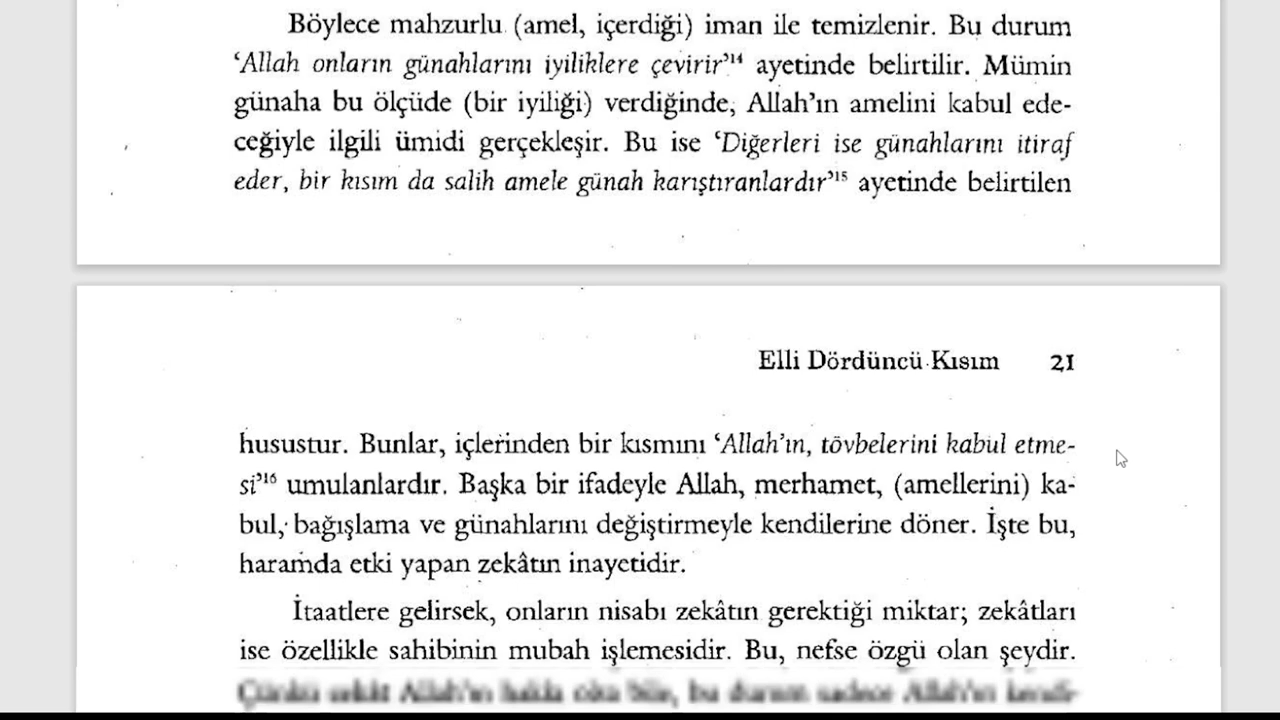 Böylece mahzurlu (amel, içerdiği) iman ile temizlenir. Bu durum
‘Allah onların günahlarını iyiliklere çevirir’¹⁴ ayetinde belirtilir. Mümin
günaha bu ölçüde (bir iyiliği) verdiğinde, Allah’ın amelini kabul ede-
ceğiyle ilgili ümidi gerçekleşir. Bu ise ‘Diğerleri ise günahlarını itiraf
eder, bir kısım da salih amele günah karıştıranlardır’¹⁵ ayetinde belirtilen
Elli Dördüncü Kısım 21
husustur. Bunlar, içlerinden bir kısmını ‘Allah’ın, tövbelerini kabul etme-
si’¹⁶ umulanlardır. Başka bir ifadeyle Allah, merhamet, (amellerini) ka-
bul, bağışlama ve günahlarını değiştirmeyle kendilerine döner. İşte bu,
haramda etki yapan zekâtın inayetidir.
İtaatlere gelirsek, onların nisabı zekâtın gerektiği miktar; zekâtları
ise özellikle sahibinin mubah işlemesidir. Bu, nefse özgü olan şeydir.